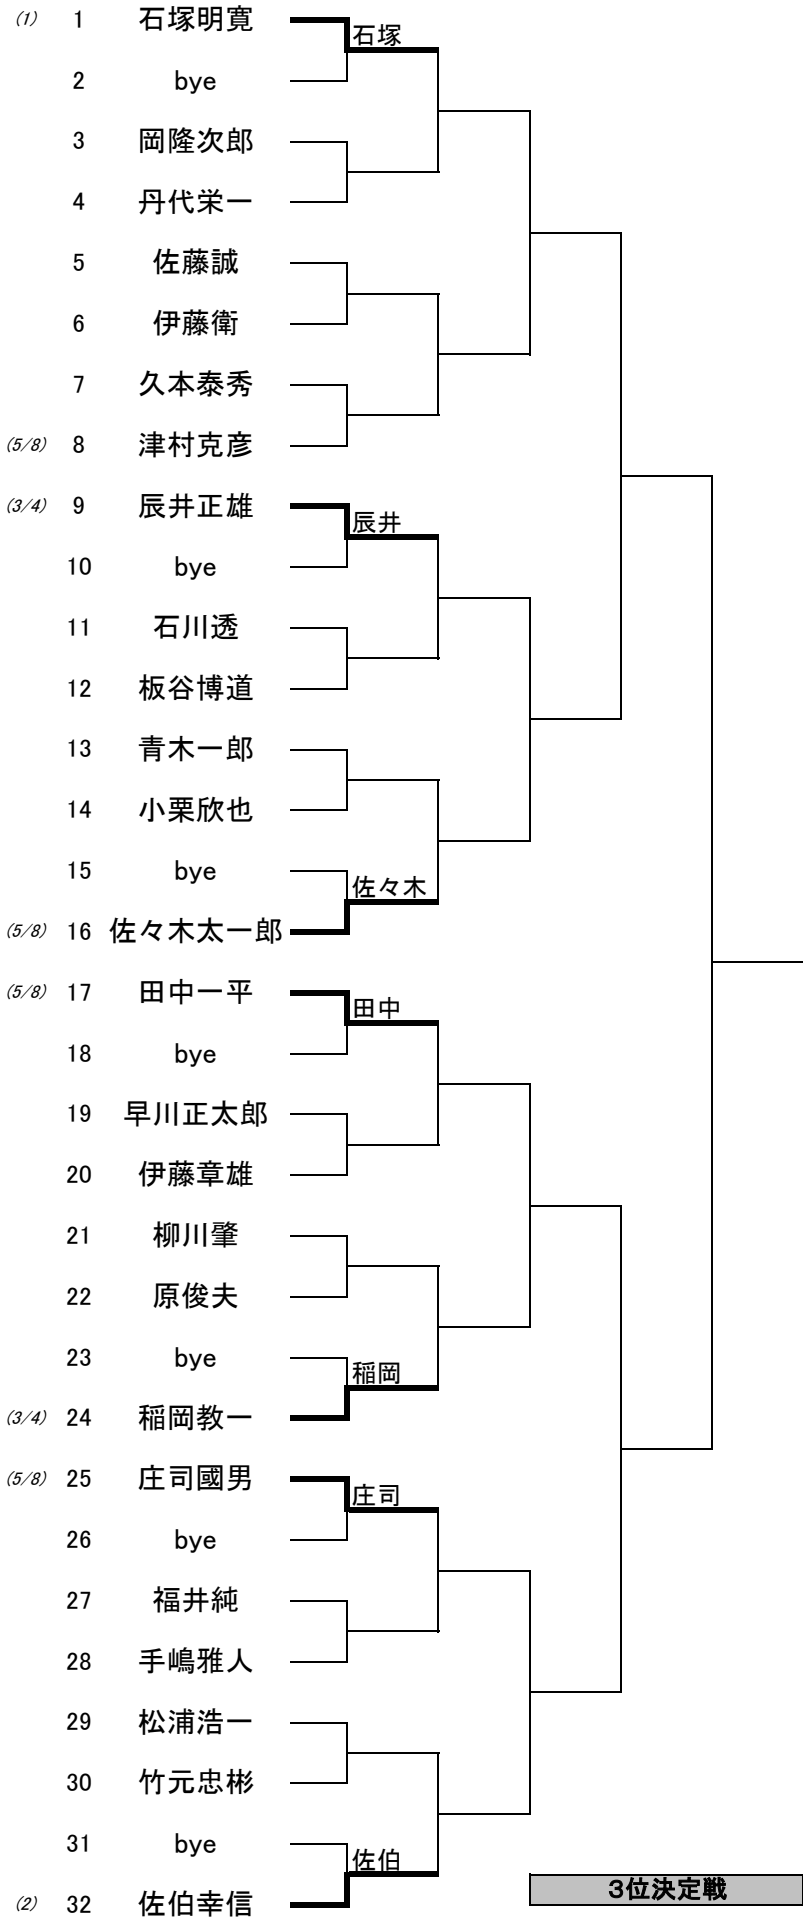 (1) 1 石塚明寛
石塚
2 bye
3 岡隆次郎
4 丹代栄一
5 佐藤誠
6 伊藤衛
7 久本泰秀
(5/8) 8 津村克彦
(3/4) 9 辰井正雄
辰井
10 bye
11 石川透
12 板谷博道
13 青木一郎
14 小栗欣也
15 bye
佐々木
(5/8) 16 佐々木太一郎
(5/8) 17 田中一平
田中
18 bye
19 早川正太郎
20 伊藤章雄
21 柳川肇
22 原俊夫
23 bye
稲岡
(3/4) 24 稲岡教一
(5/8) 25 庄司國男
庄司
26 bye
27 福井純
28 手嶋雅人
29 松浦浩一
30 竹元忠彬
31 bye
佐伯
3位決定戦
(2) 32 佐伯幸信